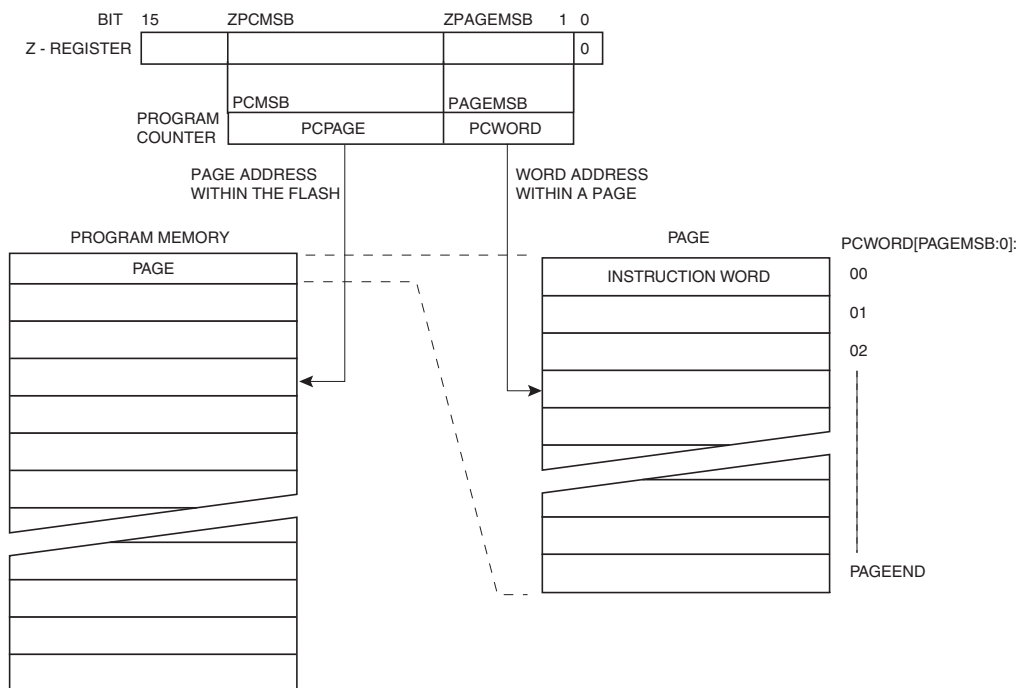 BIT 15 ZPCMSB ZPAGEMSB 1 0
Z - REGISTER 0
PCMSB PAGEMSB
PROGRAM
COUNTER
PCPAGE PCWORD
PAGE ADDRESS
WITHIN THE FLASH
WORD ADDRESS
WITHIN A PAGE
PROGRAM MEMORY
PAGE
PAGE
PCWORD[PAGEMSB:0]:
INSTRUCTION WORD 00
01
02
PAGEEND